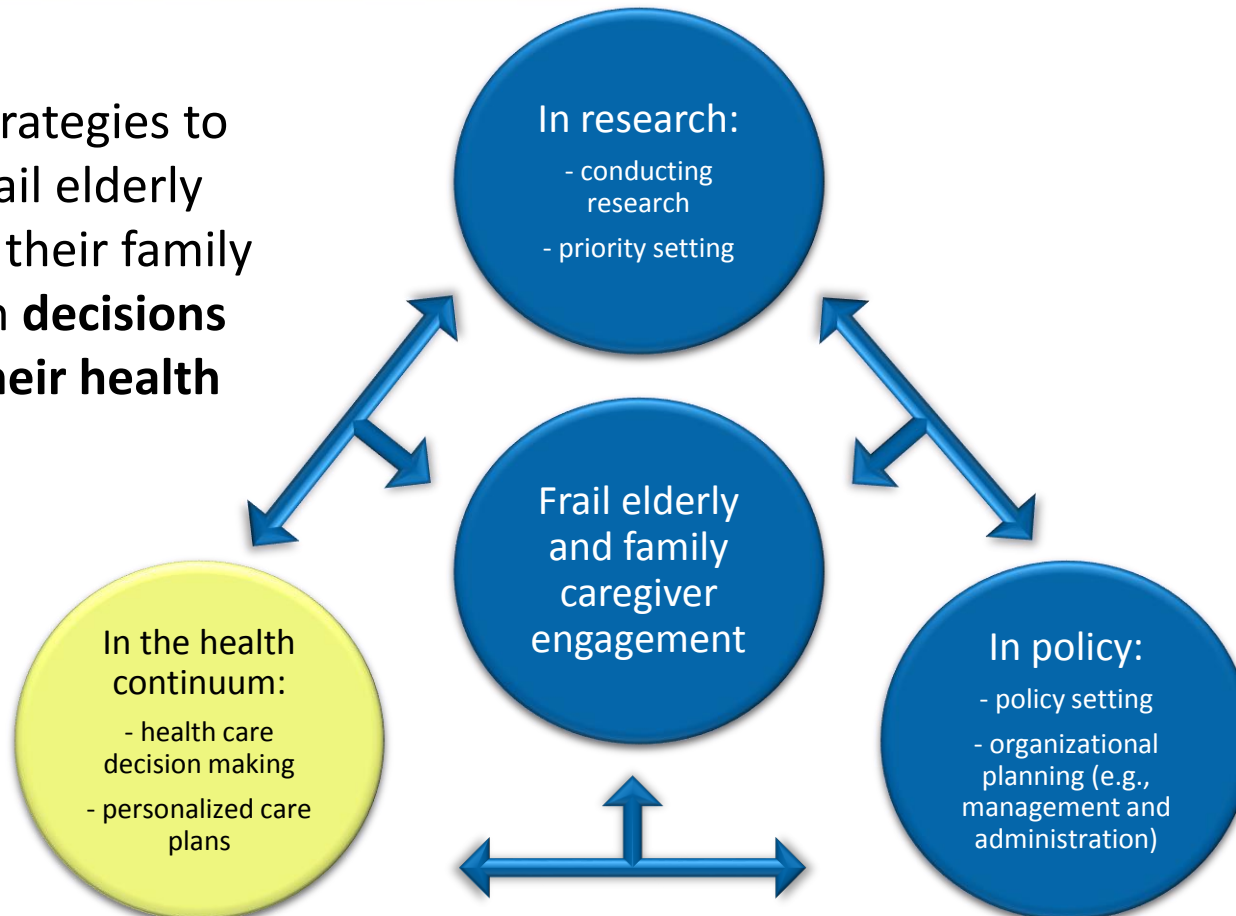 rategies to
ail elderly
their family
n decisions
heir health
In research:
- conducting
research
- priority setting
Frail elderly
and family
caregiver
engagement
In the health
continuum:
- health care
decision making
- personalized care
plans
In policy:
- policy setting
- organizational
planning (e.g.,
management and
administration)